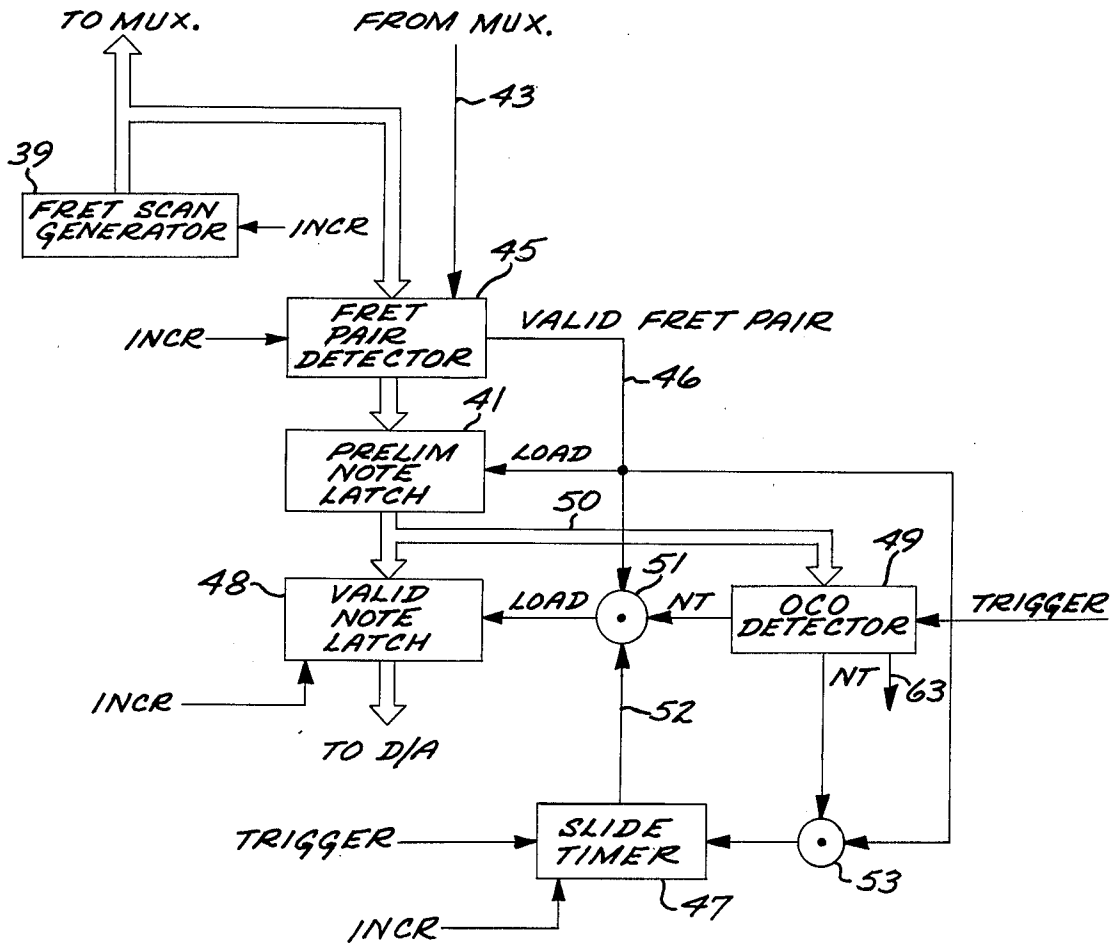 TO MUX.
FROM MUX.
43
39
FRET SCAN
GENERATOR
INCR
45
FRET
PAIR
DETECTOR
INCR
VALID FRET PAIR
46
41
PRELIM
NOTE
LATCH
LOAD
50
49
48
VALID
NOTE
LATCH
LOAD
51
NT
OCO
DETECTOR
TRIGGER
INCR
NT
63
52
TO D/A
TRIGGER
SLIDE
TIMER
53
47
INCR